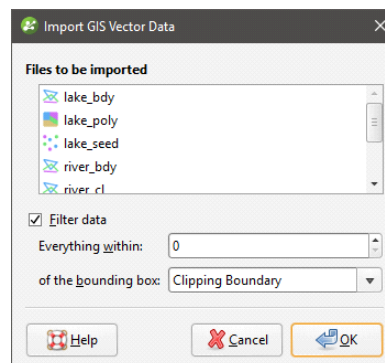 Import GIS Vector Data
Files to be imported
lake_bdy
lake_poly
lake_seed
river_bdy
river_cl
Filter data
Everything within: 0
of the bounding box: Clipping Boundary
Help Cancel OK